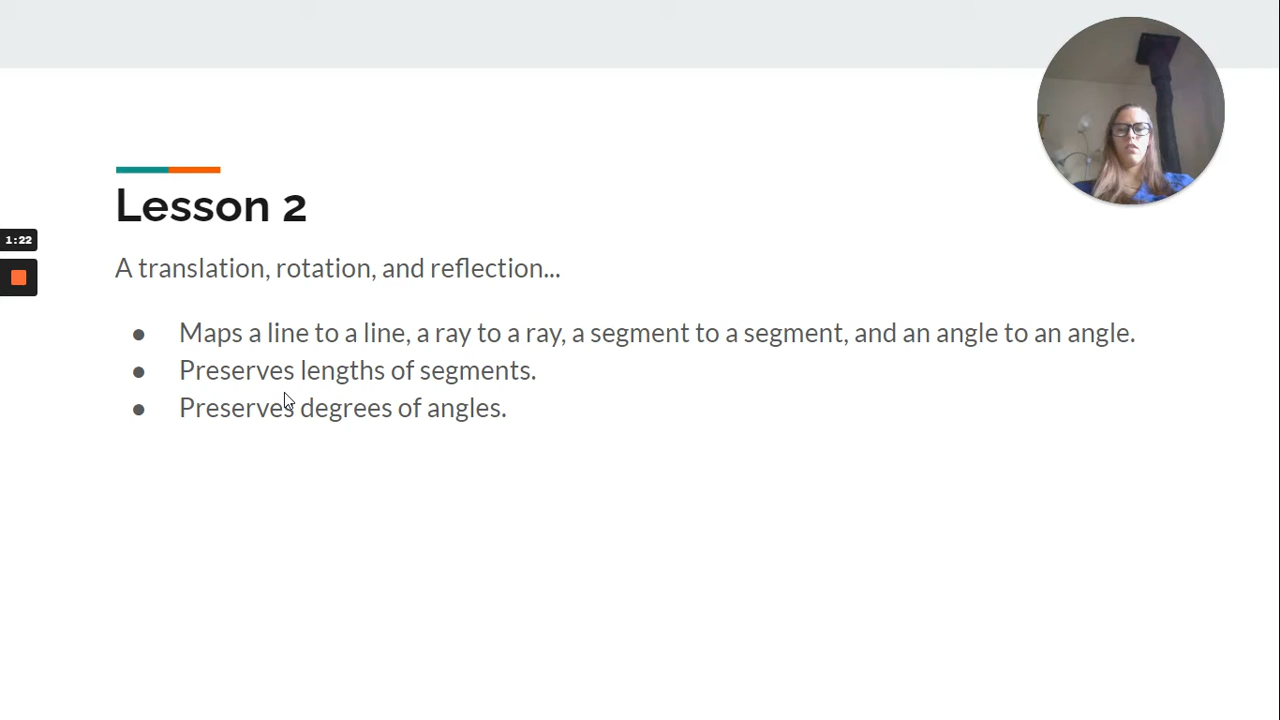 Lesson 2
A translation, rotation, and reflection...
● Maps a line to a line, a ray to a ray, a segment to a segment, and an angle to an angle.
● Preserves lengths of segments.
● Preserves degrees of angles.
1:22